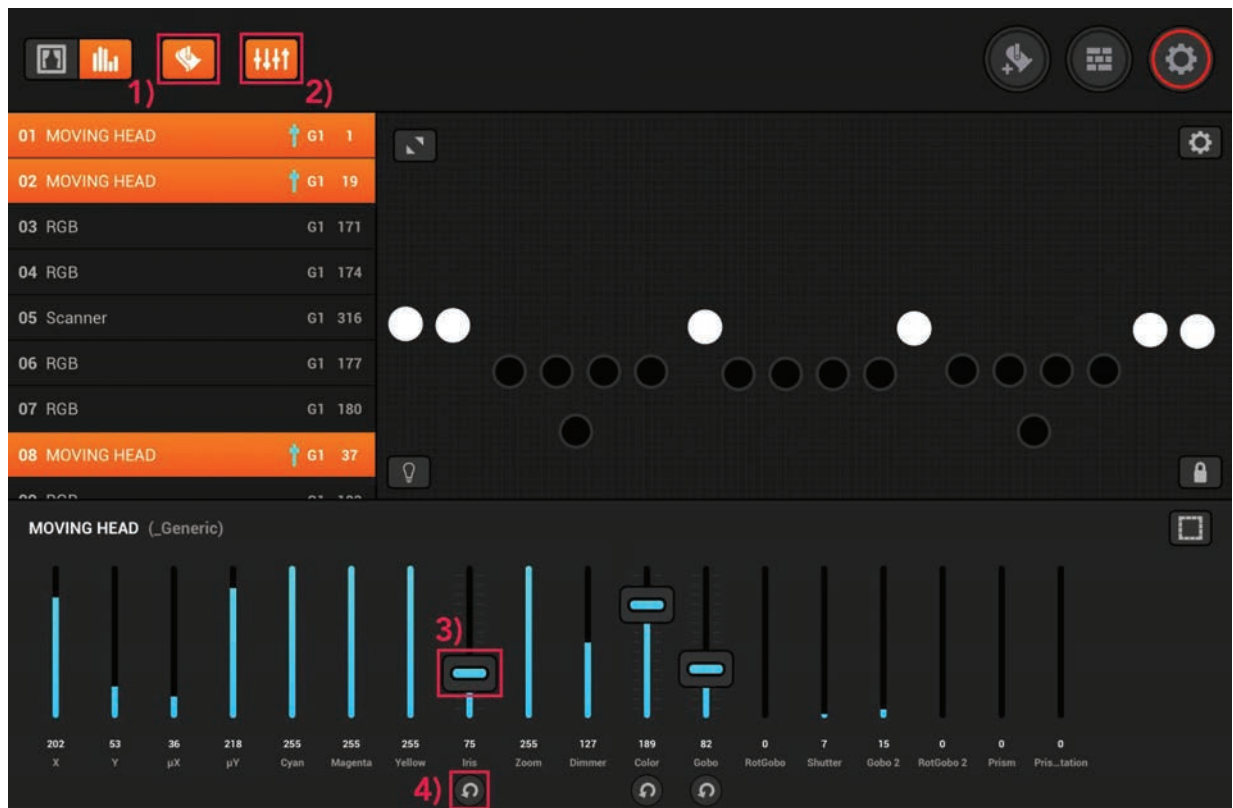 1)
2)
01 MOVING HEAD G1 1
02 MOVING HEAD G1 19
03 RGB G1 171
04 RGB G1 174
05 Scanner G1 316
06 RGB G1 177
07 RGB G1 180
08 MOVING HEAD G1 37
MOVING HEAD (_Generic)
3)
202 53 36 218 255 255 255 75 255 127 189 82 0 7 15 0 0 0
X Y µX µY Cyan Magenta Yellow Iris Zoom Dimmer Color Gobo RotGobo Shutter Gobo 2 RotGobo 2 Prism Pris...tation
4)